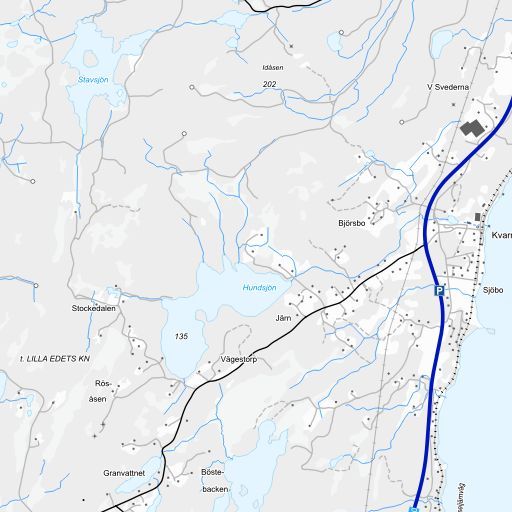 Stavsjön
Idåsen
202
V Svederna
Björsbo
Kvarn
Hundsjön
P
Sjöbo
Stockedalen
Järn
135
t. LILLA EDETS KN
Vägestorp
Rös-
åsen
Granvattnet
Böste-
backen